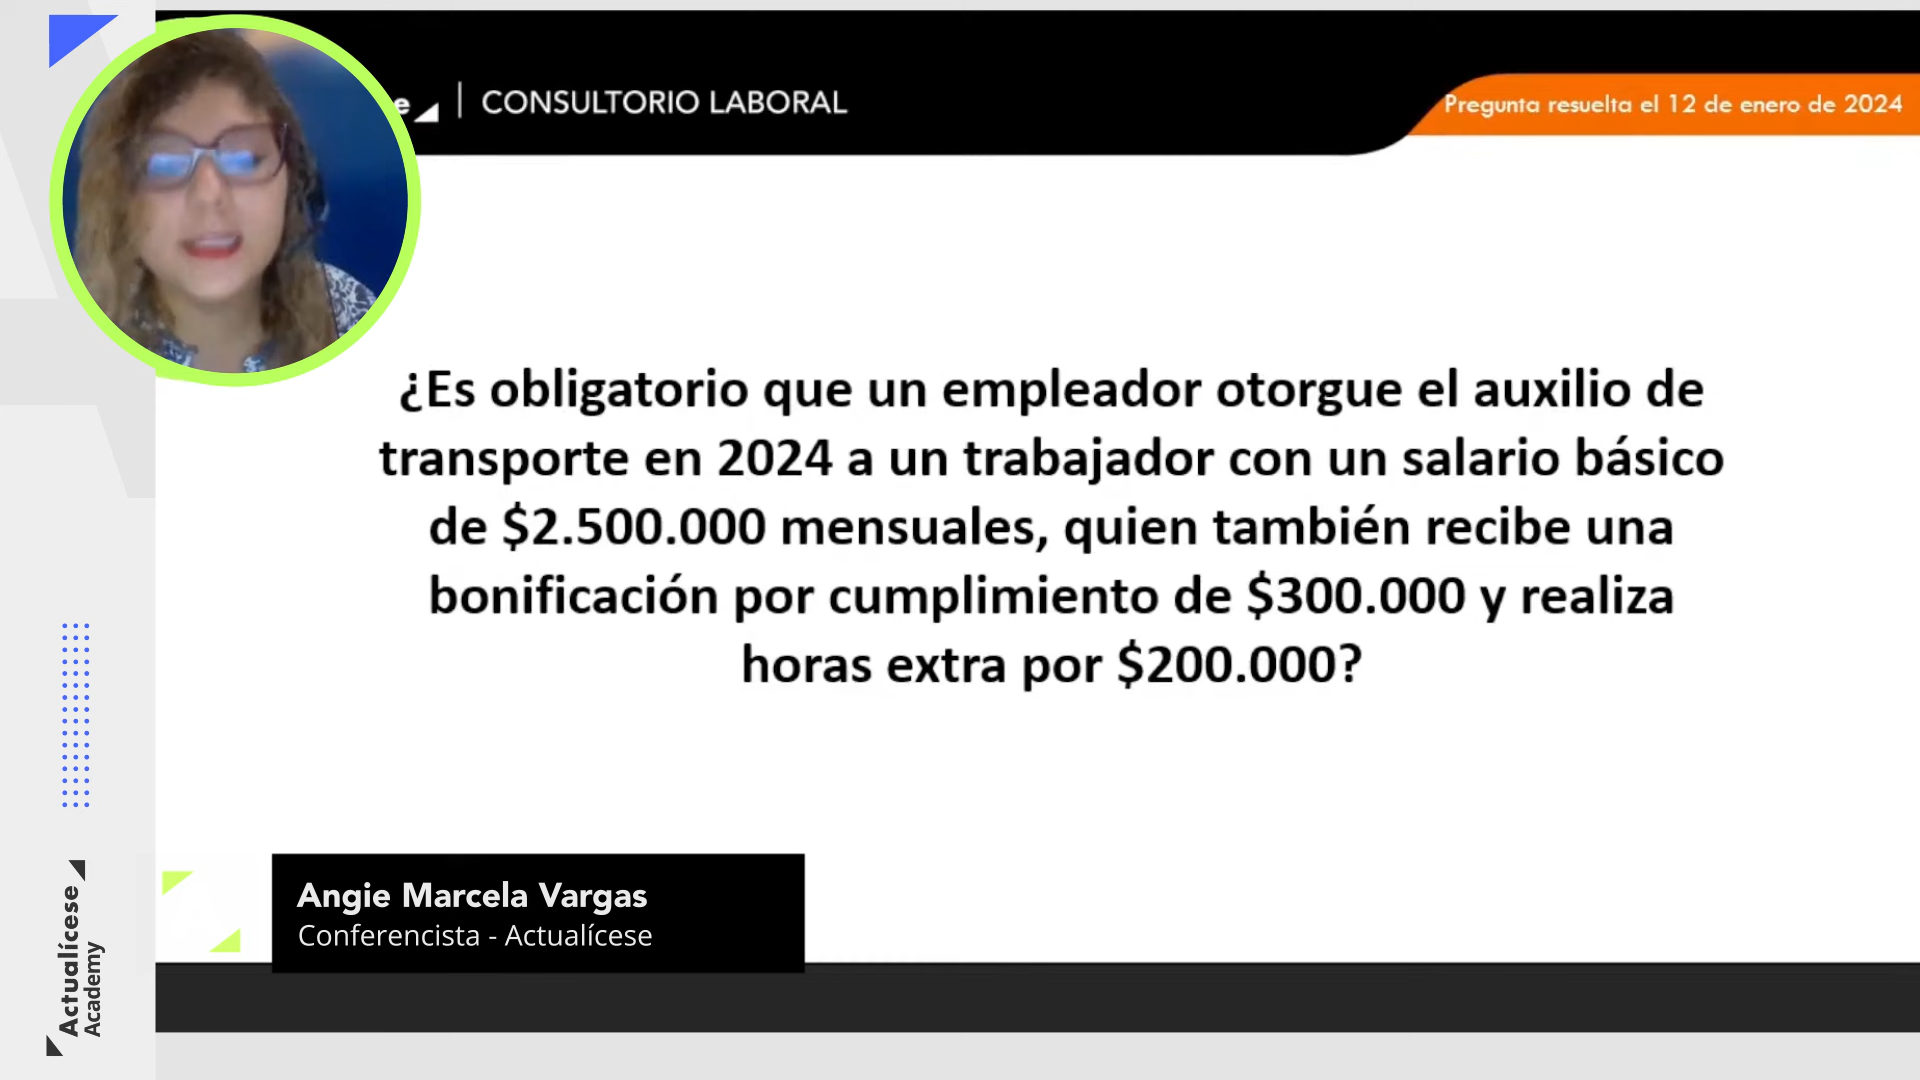 e
CONSULTORIO LABORAL
Pregunta resuelta el 12 de enero de 2024
¿Es obligatorio que un empleador otorgue el auxilio de
transporte en 2024 a un trabajador con un salario básico
de $2.500.000 mensuales, quien también recibe una
bonificación por cumplimiento de $300.000 y realiza
horas extra por $200.000?
Angie Marcela Vargas
Conferencista - Actualícese
Actualícese
Academy